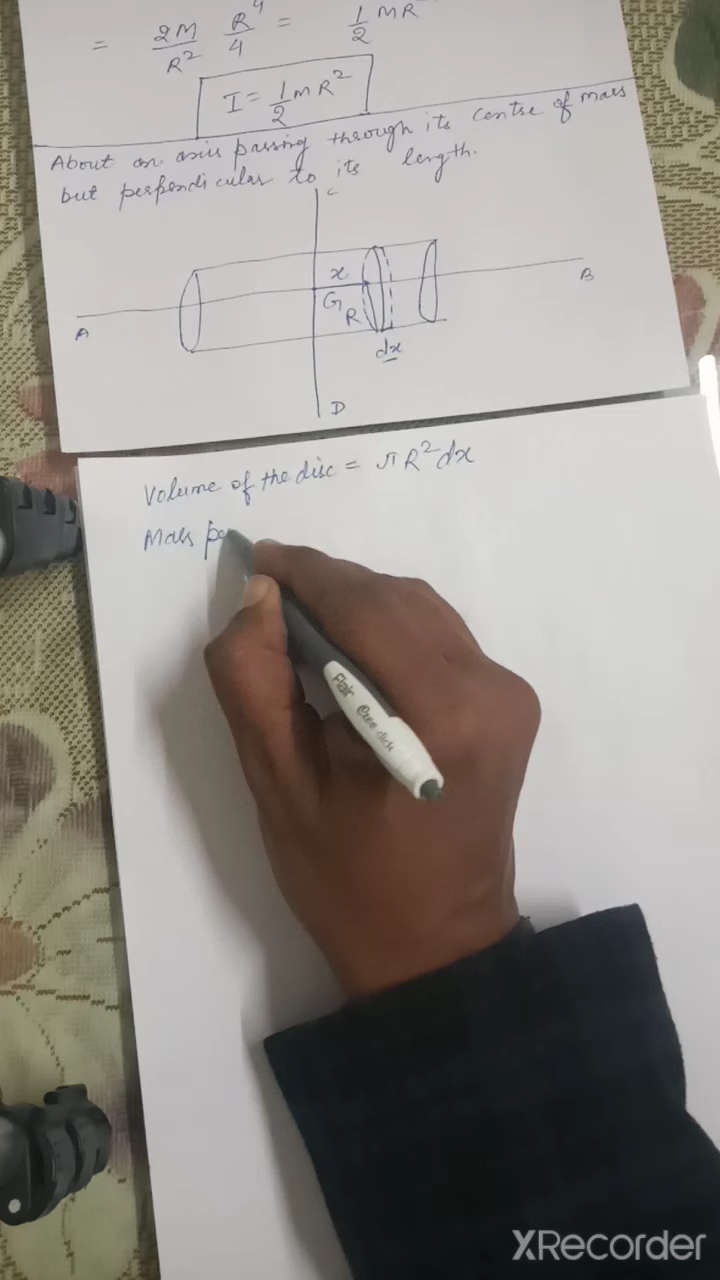 = 2M/R² R⁴/4 = 1/2 MR
I = 1/2 MR²
About an axis passing through its centre of mass
but perpendicular to its length.
C
x
B
A
G
R
dx
D
Volume of the disc = πR²dx
Mass pe
Flair
XRecorder